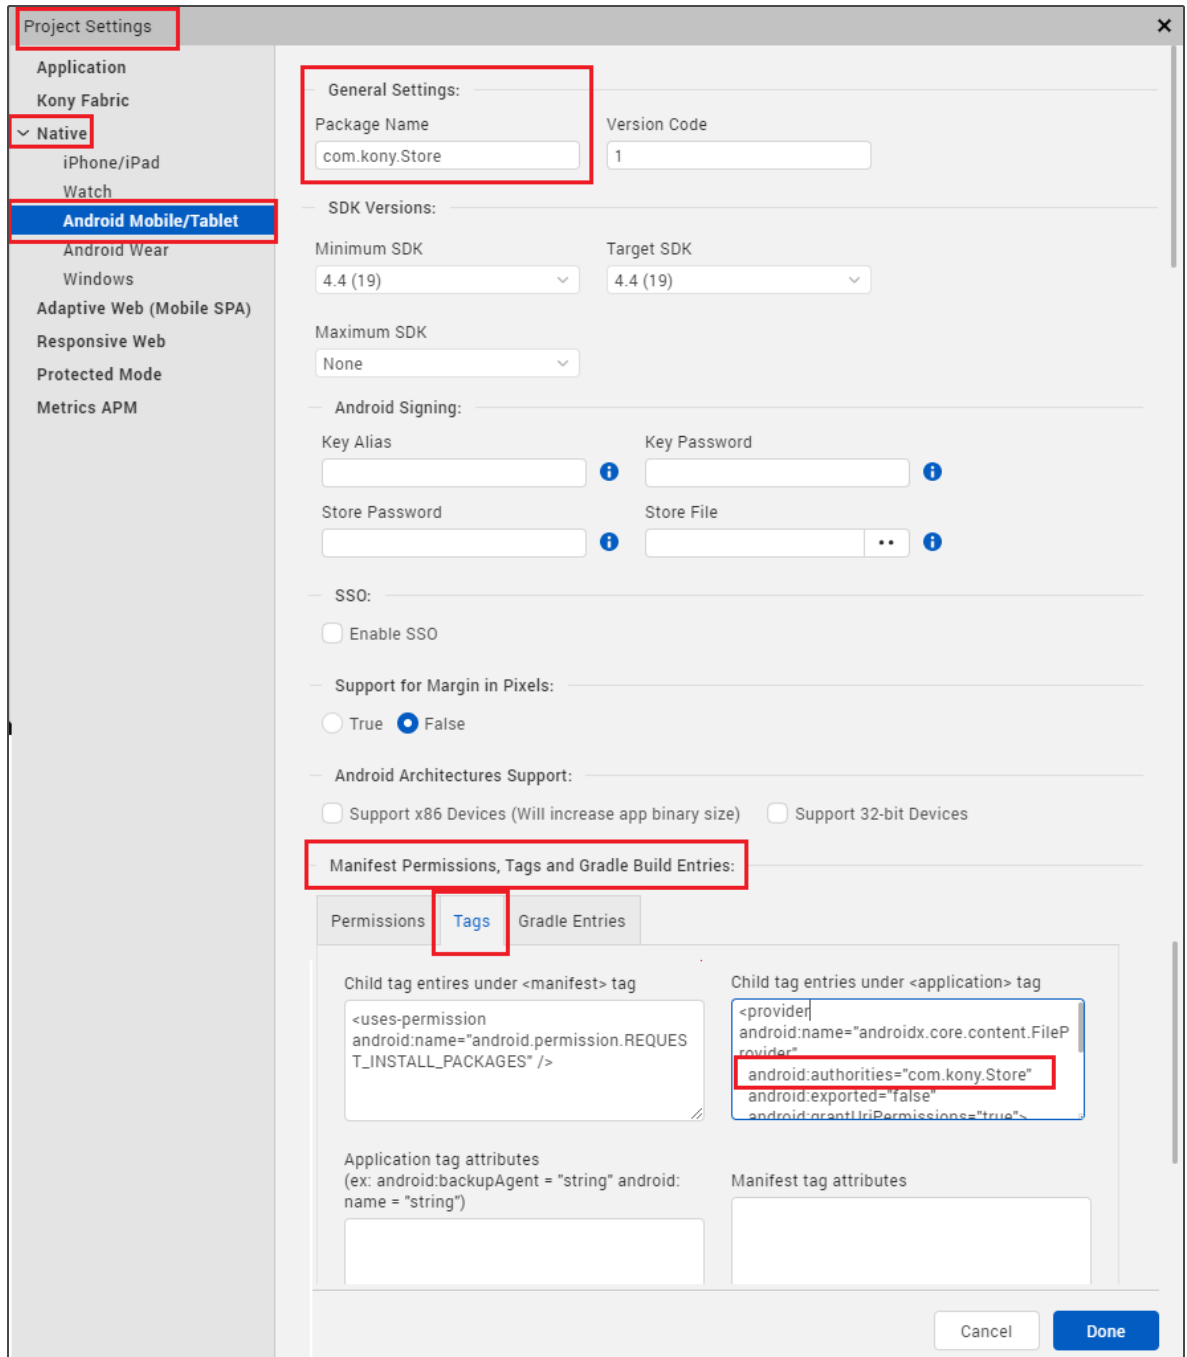 Project Settings
Application
Kony Fabric
Native
iPhone/iPad
Watch
Android Mobile/Tablet
Android Wear
Windows
Adaptive Web (Mobile SPA)
Responsive Web
Protected Mode
Metrics APM
General Settings:
Package Name
Version Code
com.kony.Store
1
SDK Versions:
Minimum SDK
Target SDK
4.4 (19)
4.4 (19)
Maximum SDK
None
Android Signing:
Key Alias
Key Password
Store Password
Store File
SSO:
Enable SSO
Support for Margin in Pixels:
True
False
Android Architectures Support:
Support x86 Devices (Will increase app binary size)
Support 32-bit Devices
Manifest Permissions, Tags and Gradle Build Entries:
Permissions
Tags
Gradle Entries
Child tag entires under <manifest> tag
<uses-permission
android:name="android.permission.REQUES
T_INSTALL_PACKAGES" />
Child tag entries under <application> tag
<provider
android:name="androidx.core.content.FileP
rovider"
android:authorities="com.kony.Store"
android:exported="false"
android:grantUriPermissions="true">
Application tag attributes
(ex: android:backupAgent = "string" android:
name = "string")
Manifest tag attributes
Cancel
Done